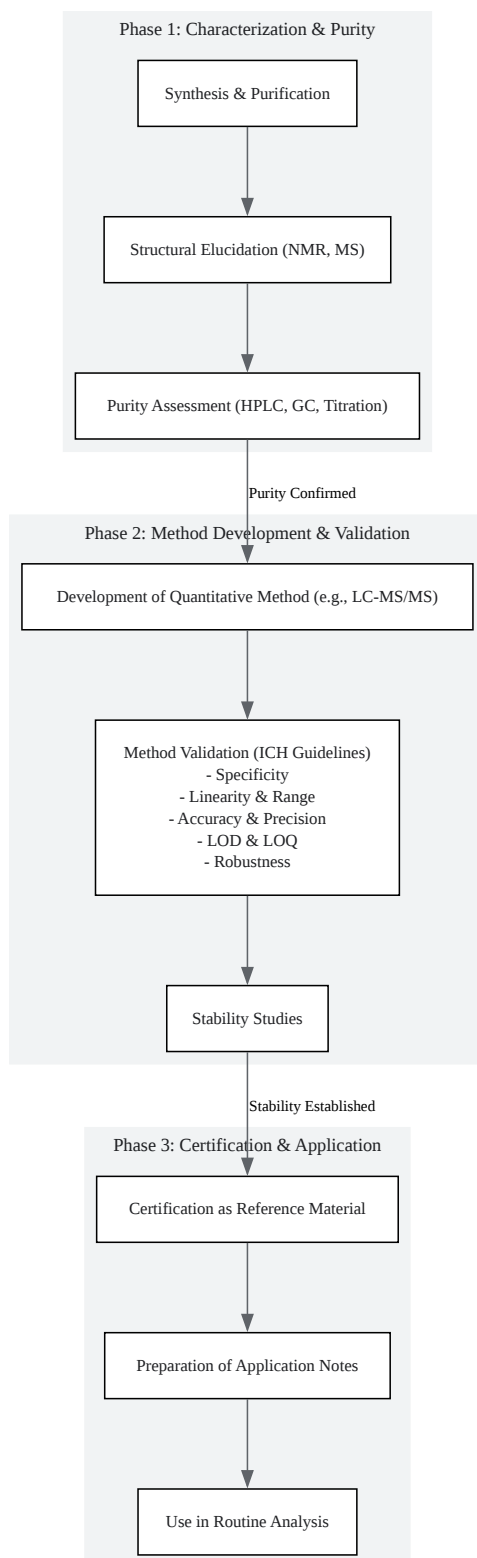 Phase 1: Characterization & Purity
Synthesis & Purification
Structural Elucidation (NMR, MS)
Purity Assessment (HPLC, GC, Titration)
Purity Confirmed
Phase 2: Method Development & Validation
Development of Quantitative Method (e.g., LC-MS/MS)
Method Validation (ICH Guidelines)
- Specificity
- Linearity & Range
- Accuracy & Precision
- LOD & LOQ
- Robustness
Stability Studies
Stability Established
Phase 3: Certification & Application
Certification as Reference Material
Preparation of Application Notes
Use in Routine Analysis